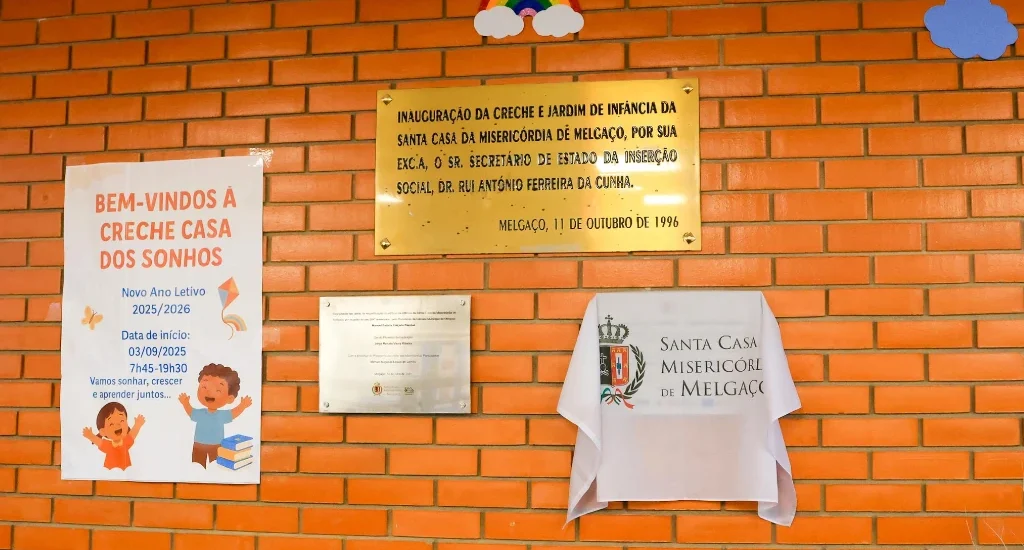 INAUGURAÇÃO DA CRECHE E JARDIM DE INFÂNCIA DA
SANTA CASA DA MISERICÓRDIA DE MELGAÇO, POR SUA
EXC.A, O SR. SECRETÁRIO DE ESTADO DA INSERÇÃO
SOCIAL, DR. RUI ANTÓNIO FERREIRA DA CUNHA.
MELGAÇO, 11 DE OUTUBRO DE 1996
BEM-VINDOS À
CRECHE CASA
DOS SONHOS
Novo Ano Letivo
2025/2026
Data de início:
03/09/2025
7h45-19h30
Vamos sonhar, crescer
e aprender juntos...
SANTA CASA
MISERICÓRD
DE MELGAÇO